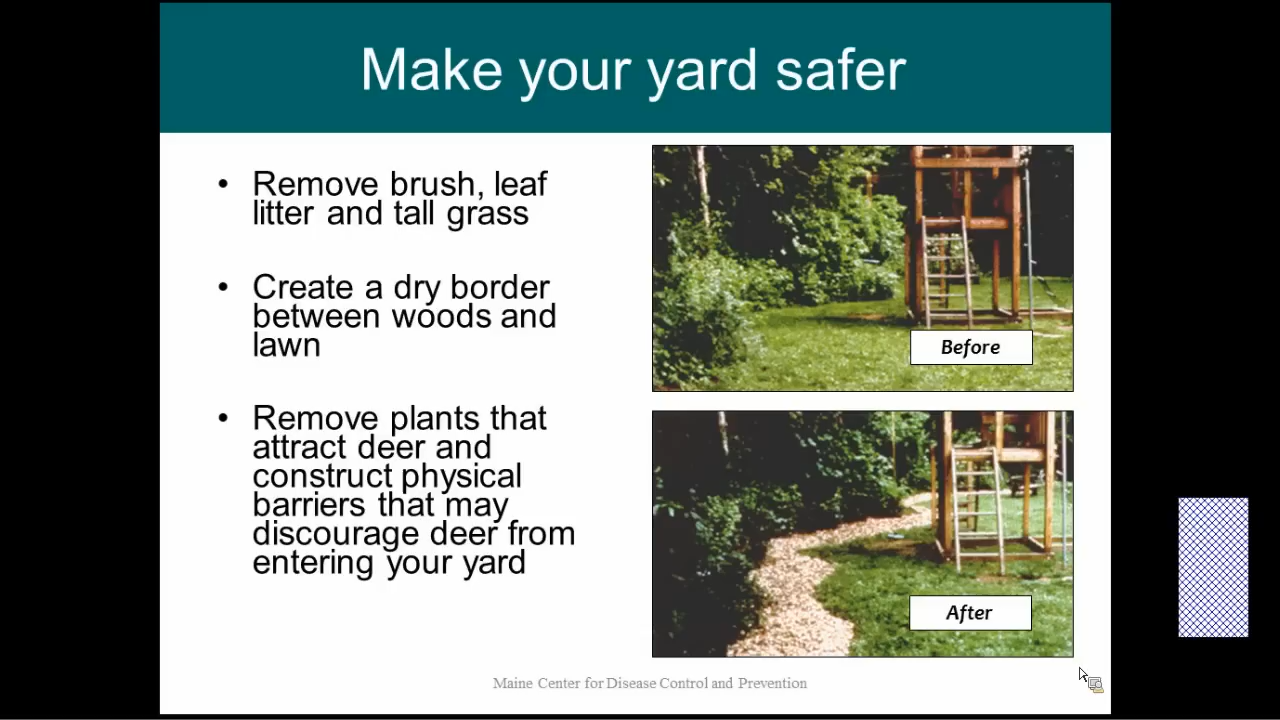 Make your yard safer
• Remove brush, leaf
litter and tall grass
• Create a dry border
between woods and
lawn
• Remove plants that
attract deer and
construct physical
barriers that may
discourage deer from
entering your yard
Before
After
Maine Center for Disease Control and Prevention